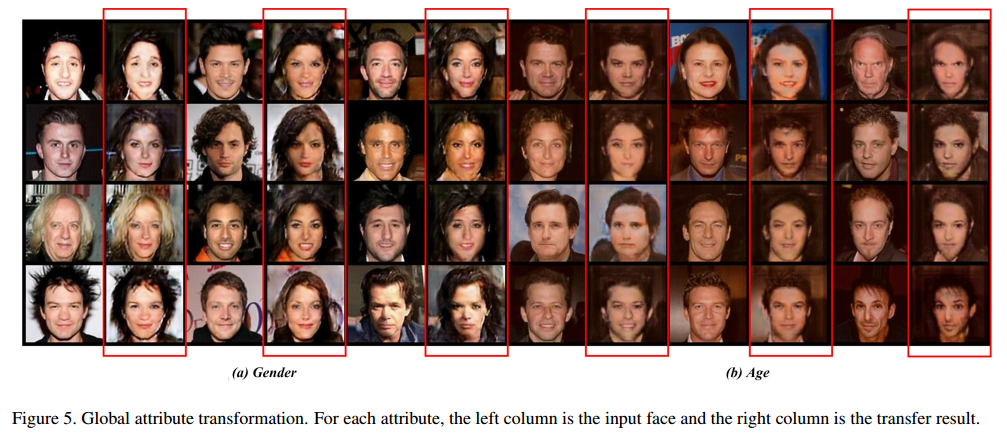 (a) Gender
(b) Age
Figure 5. Global attribute transformation. For each attribute, the left column is the input face and the right column is the transfer result.